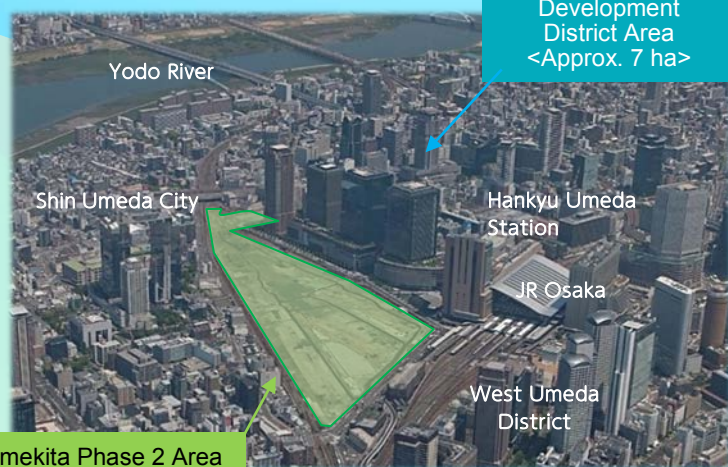 Development
District Area
<Approx. 7 ha>
Yodo River
Shin Umeda City
Hankyu Umeda
Station
JR Osaka
West Umeda
District
mekita Phase 2 Area